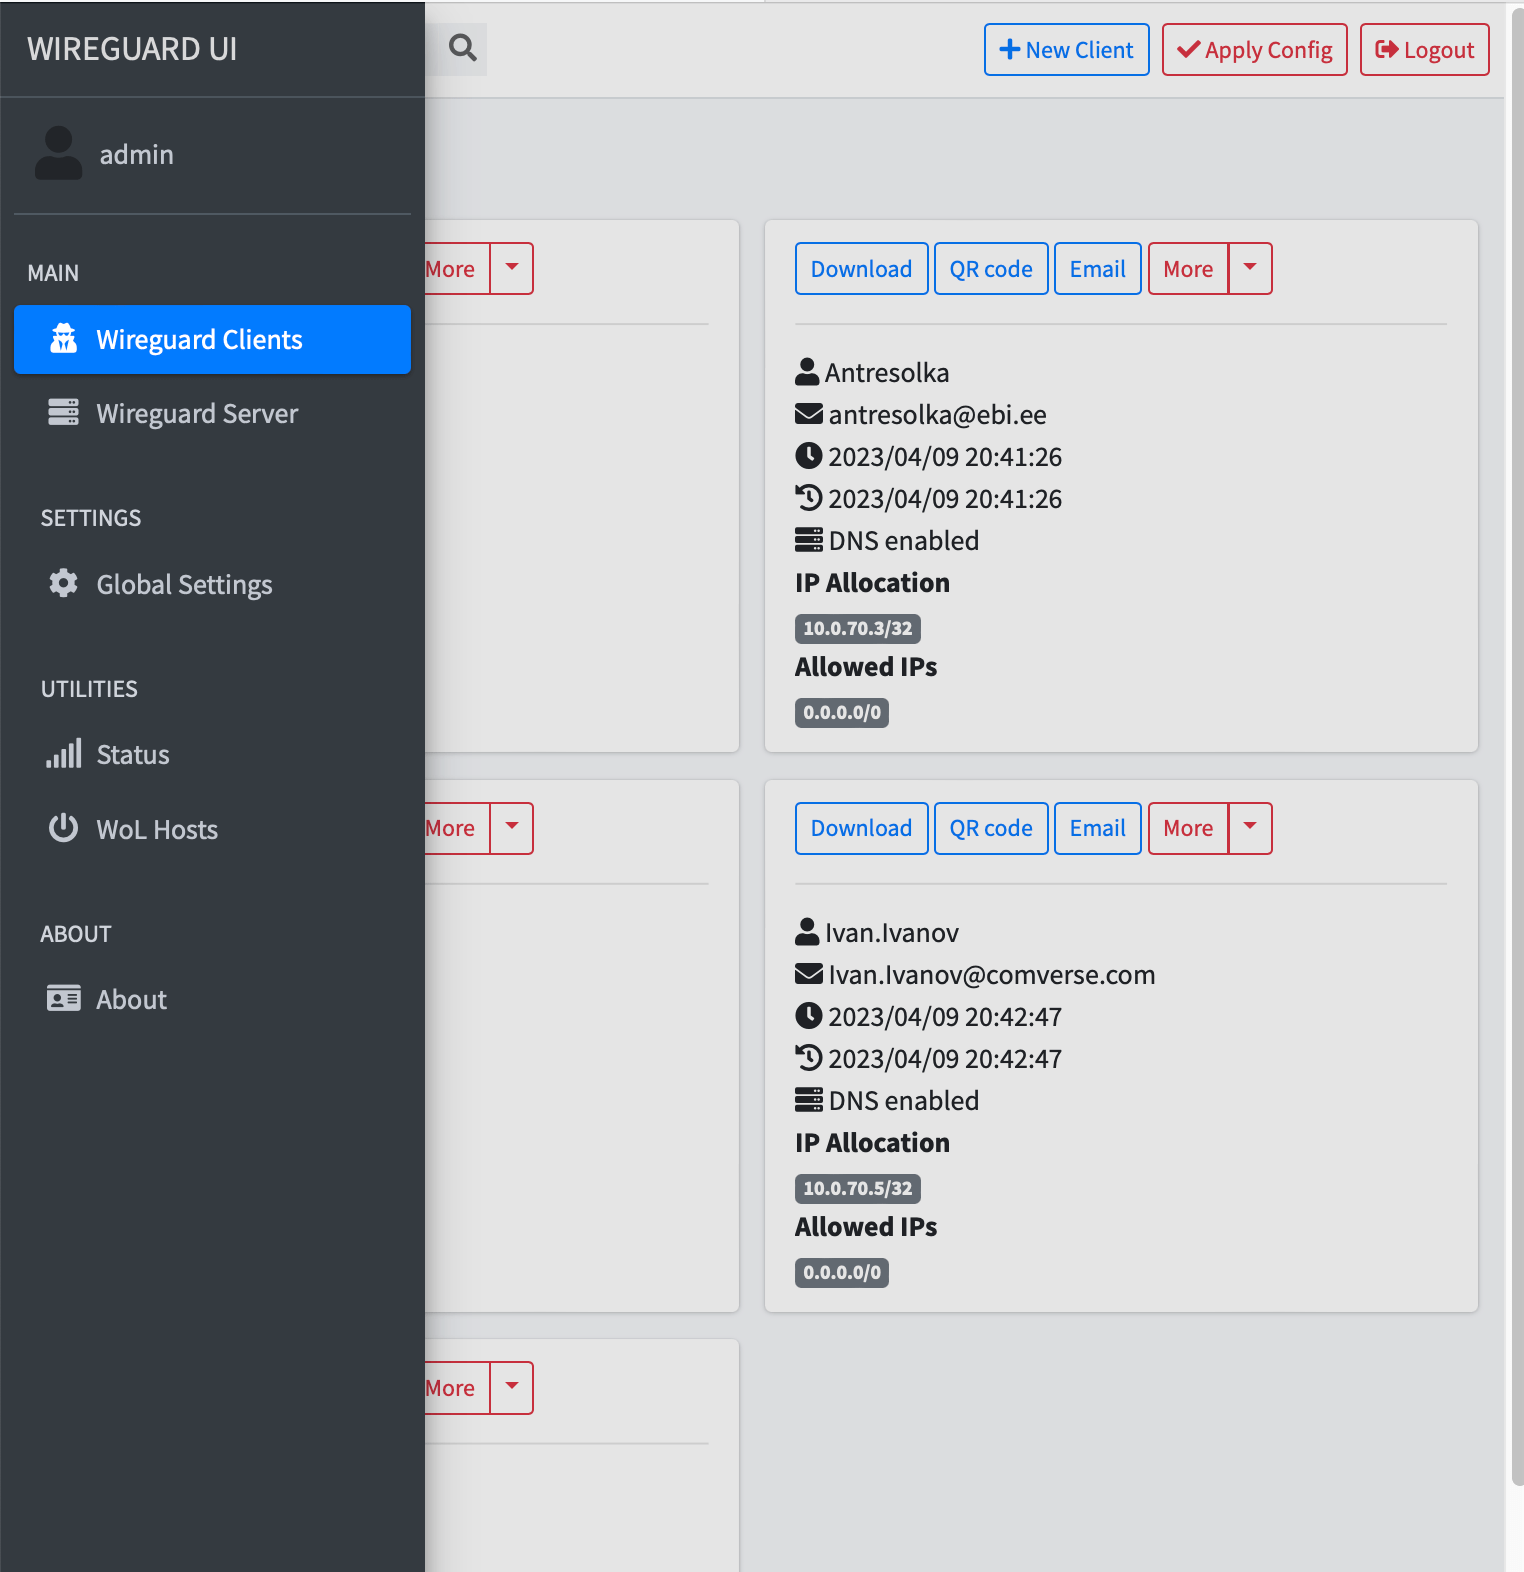 WIREGUARD UI
New Client
Apply Config
Logout
admin
MAIN
Wireguard Clients
Wireguard Server
SETTINGS
Global Settings
UTILITIES
Status
WoL Hosts
ABOUT
About
More
Download
QR code
Email
More
Antresolka
antresolka@ebi.ee
2023/04/09 20:41:26
2023/04/09 20:41:26
DNS enabled
IP Allocation
10.0.70.3/32
Allowed IPs
0.0.0.0/0
More
Download
QR code
Email
More
Ivan.Ivanov
Ivan.Ivanov@comverse.com
2023/04/09 20:42:47
2023/04/09 20:42:47
DNS enabled
IP Allocation
10.0.70.5/32
Allowed IPs
0.0.0.0/0
More